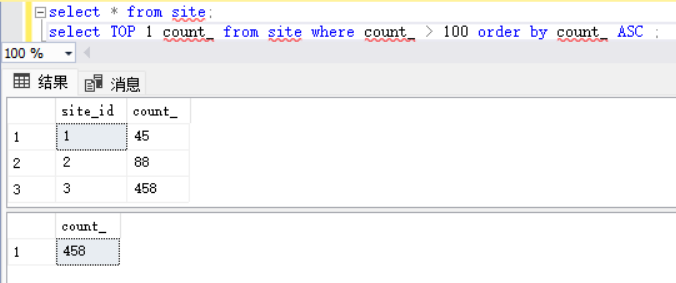 select * from site;
select TOP 1 count_ from site where count_ > 100 order by count_ ASC ;
100 %
结果 消息
site_id count_
1 1 45
2 2 88
3 3 458
count_
1 458